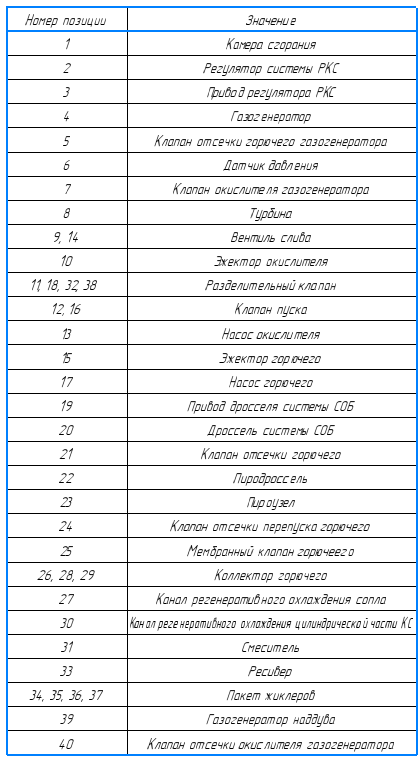 Номер позиции Значение
1 Камера сгорания
2 Регулятор системы РКС
3 Привод регулятора РКС
4 Газогенератор
5 Клапан отсечки горючего газогенератора
6 Датчик давления
7 Клапан окислителя газогенератора
8 Турбина
9, 14 Вентиль слива
10 Эжектор окислителя
11, 18, 32, 38 Разделительный клапан
12, 16 Клапан пуска
13 Насос окислителя
15 Эжектор горючего
17 Насос горючего
19 Привод дросселя системы СОБ
20 Дроссель системы СОБ
21 Клапан отсечки горючего
22 Пиродроссель
23 Пироузел
24 Клапан отсечки перепуска горючего
25 Мембранный клапан горючеего
26, 28, 29 Коллектор горючего
27 Канал регенеративного охлаждения сопла
30 Канал регенеративного охлаждения цилиндрической части КС
31 Смеситель
33 Ресивер
34, 35, 36, 37 Пакет жиклеров
39 Газогенератор наддува
40 Клапан отсечки окислителя газогенератора